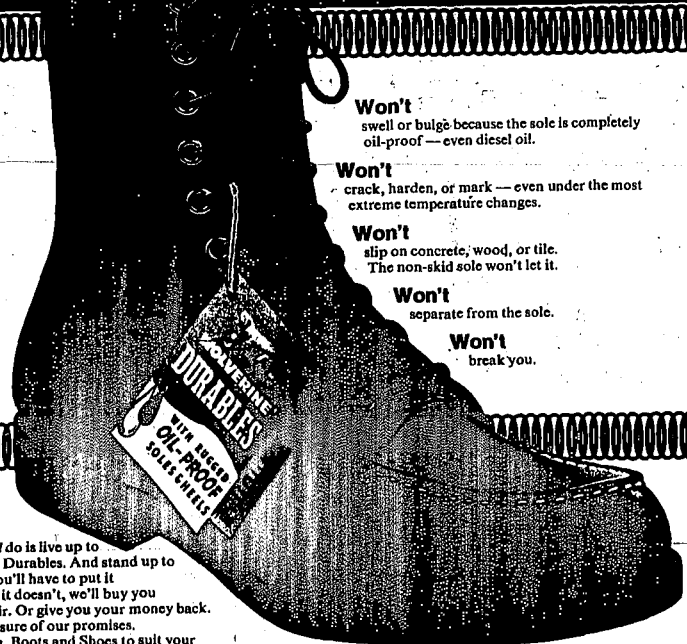 Won't
swell or bulge because the sole is completely
oil-proof — even diesel oil.
Won't
crack, harden, or mark — even under the most
extreme temperature changes.
Won't
slip on concrete, wood, or tile.
The non-skid sole won't let it.
Won't
separate from the sole.
Won't
break you.
WOLVERINE
DURABLES
WITH RUGGED
OIL-PROOF
SOLES & HEELS
do is live up to
Durables. And stand up to
ou'll have to put it
it doesn't, we'll buy you
ir. Or give you your money back.
sure of our promises.
Boots and Shoes to suit your